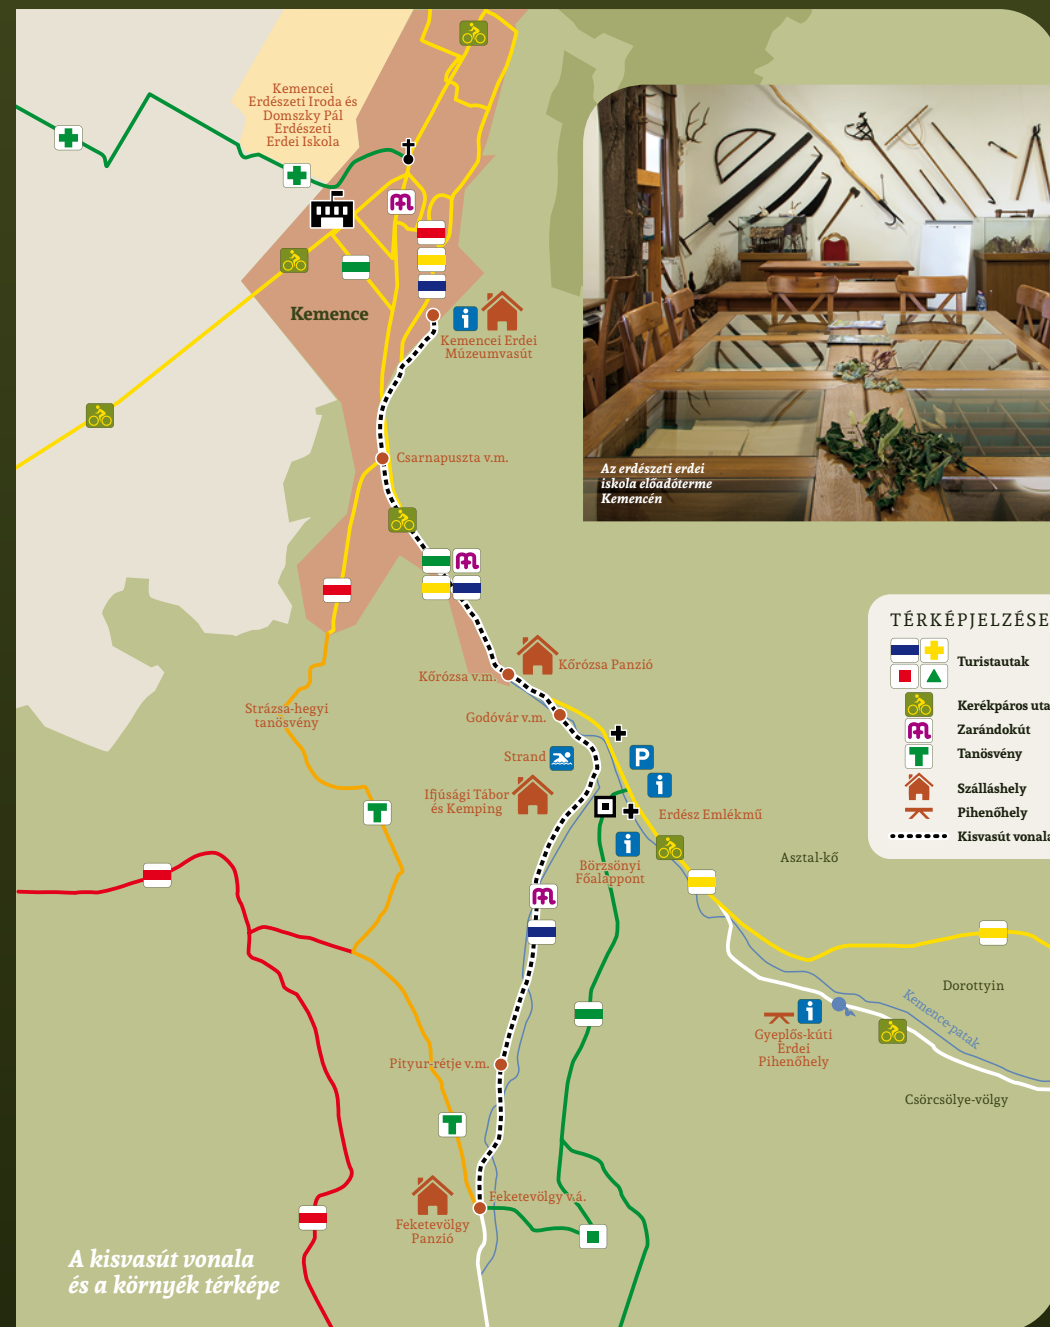 Kemencei
Erdészeti Iroda és
Domszky Pál
Erdészeti
Erdei Iskola
Kemence
Kemencei Erdei
Múzeumvasút
Csarnapuszta v.m.
Az erdészeti erdei
iskola előadóterme
Kemencén
TÉRKÉPJELZÉSE
Turistautak
Kerékpáros uta
Zarándokút
Tanösvény
Szálláshely
Pihenőhely
Kisvasút vonala
Kőrózsa Panzió
Kőrózsa v.m.
Godóvár v.m.
Strázsa-hegyi
tanösvény
Strand
P
Ifjúsági Tábor
és Kemping
Erdész Emlékmű
Börzsönyi
Főalappont
Asztal-kő
Dorottyin
Kemence-patak
Gyeplős-kúti
Erdei
Pihenőhely
Csörcsölye-völgy
Pityur-rétje v.m.
Feketevölgy v.á.
Feketevölgy
Panzió
A kisvasút vonala
és a környék térképe